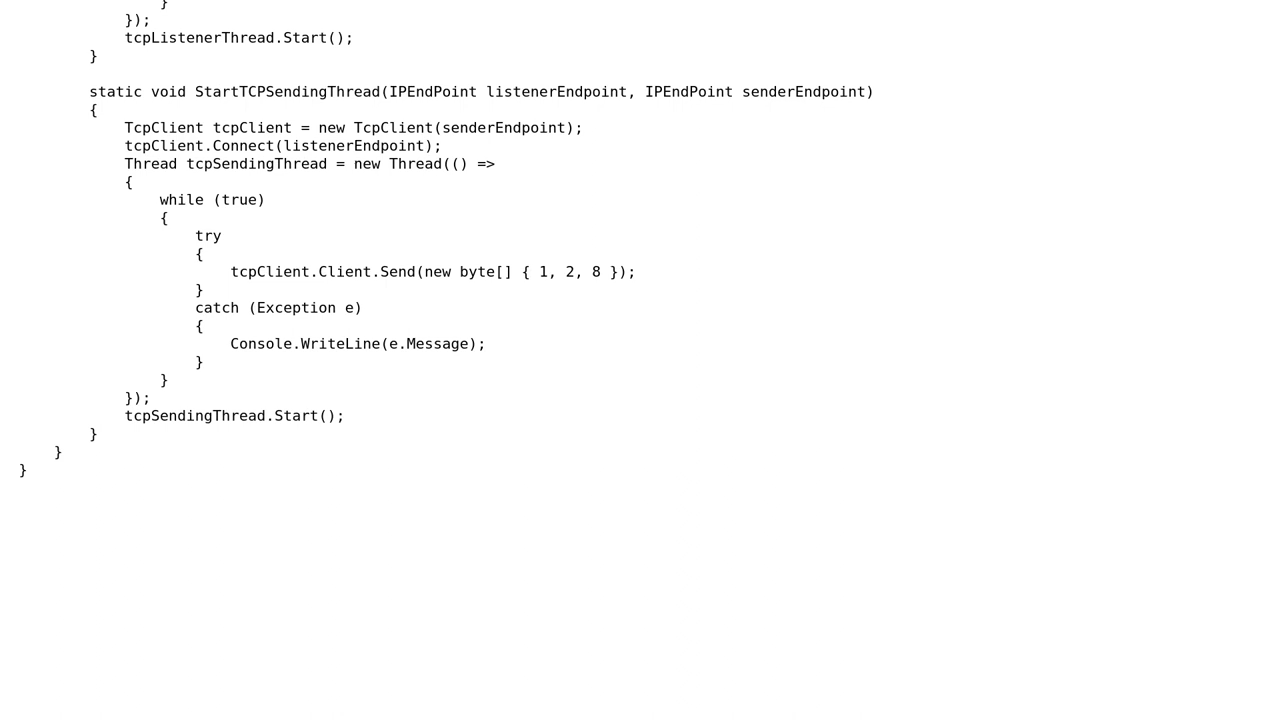 }
            });
            tcpListenerThread.Start();
        }

        static void StartTCPSendingThread(IPEndPoint listenerEndpoint, IPEndPoint senderEndpoint)
        {
            TcpClient tcpClient = new TcpClient(senderEndpoint);
            tcpClient.Connect(listenerEndpoint);
            Thread tcpSendingThread = new Thread(() =>
            {
                while (true)
                {
                    try
                    {
                        tcpClient.Client.Send(new byte[] { 1, 2, 8 });
                    }
                    catch (Exception e)
                    {
                        Console.WriteLine(e.Message);
                    }
                }
            });
            tcpSendingThread.Start();
        }
    }
}